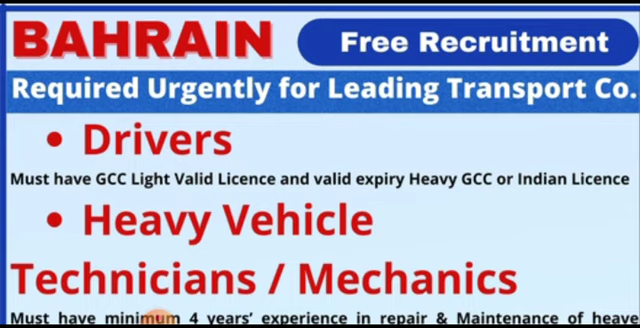 BAHRAIN
Free Recruitment
Required Urgently for Leading Transport Co.
• Drivers
Must have GCC Light Valid Licence and valid expiry Heavy GCC or Indian Licence
• Heavy Vehicle
Technicians / Mechanics
Must have minimum 4 years' experience in repair & Maintenance of heave